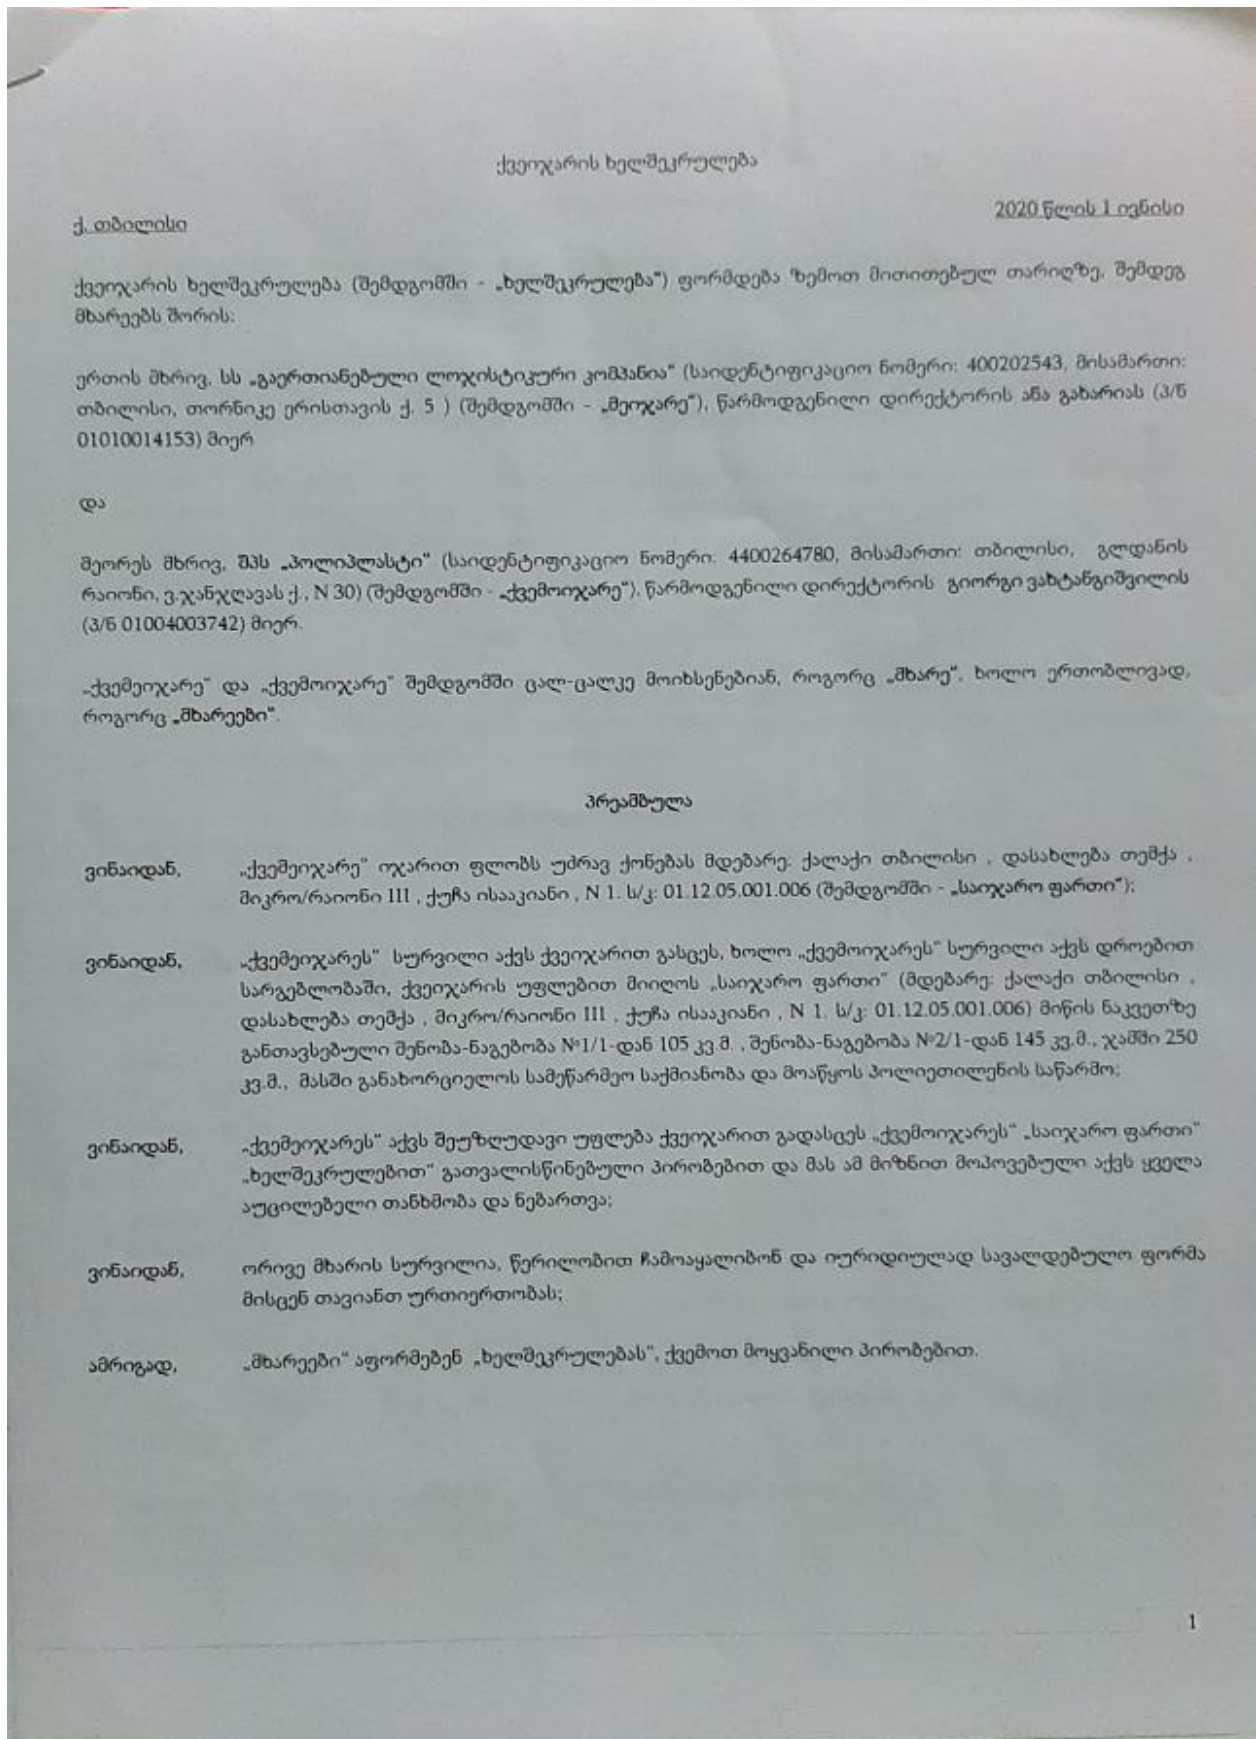 ქვეიჯარის ხელშეკრულება
2020 წლის 1 ივნისი
ქ. თბილისი
ქვეიჯარის ხელშეკრულება (შემდგომში - „ხელშეკრულება") ფორმდება ზემოთ მითითებულ თარიღზე, შემდეგ
მხარეებს შორის:
ერთის მხრივ, სს „გაერთიანებული ლოჯისტიკური კომპანია" (საიდენტიფიკაციო ნომერი: 400202543, მისამართი:
თბილისი, თორნიკე ერისთავის ქ. 5 ) (შემდგომში - „მეიჯარე"), წარმოდგენილი დირექტორის ანა გახარიას (პ/ნ
01010014153) მიერ
და
მეორეს მხრივ, შპს „პოლიპლასტი" (საიდენტიფიკაციო ნომერი: 4400264780, მისამართი: თბილისი, გლდანის
რაიონი, ვ.ჯანჯღავას ქ., N 30) (შემდგომში - „ქვემოიჯარე"), წარმოდგენილი დირექტორის გიორგი ვახტანგიშვილის
(პ/ნ 01004003742) მიერ.
„ქვემეიჯარე" და „ქვემოიჯარე" შემდგომში ცალ-ცალკე მოიხსენებიან, როგორც „მხარე", ხოლო ერთობლივად,
როგორც „მხარეები".
პრეამბულა
ვინაიდან, „ქვემეიჯარე" იჯარით ფლობს უძრავ ქონებას მდებარე: ქალაქი თბილისი , დასახლება თემქა ,
მიკრო/რაიონი III , ქუჩა ისააკიანი , N 1. ს/კ: 01.12.05.001.006 (შემდგომში - „საიჯარო ფართი");
ვინაიდან, „ქვემეიჯარეს" სურვილი აქვს ქვეიჯარით გასცეს, ხოლო „ქვემოიჯარეს" სურვილი აქვს დროებით
სარგებლობაში, ქვეიჯარის უფლებით მიიღოს „საიჯარო ფართი" (მდებარე: ქალაქი თბილისი ,
დასახლება თემქა , მიკრო/რაიონი III , ქუჩა ისააკიანი , N 1. ს/კ: 01.12.05.001.006) მიწის ნაკვეთზე
განთავსებული შენობა-ნაგებობა №1/1-დან 105 კვ მ. , შენობა-ნაგებობა №2/1-დან 145 კვ.მ., ჯამში 250
კვ.მ., მასში განახორციელოს სამეწარმეო საქმიანობა და მოაწყოს პოლიეთილენის საწარმო;
ვინაიდან, „ქვემეიჯარეს" აქვს შეუზღუდავი უფლება ქვეიჯარით გადასცეს „ქვემოიჯარეს" „საიჯარო ფართი"
„ხელშეკრულებით" გათვალისწინებული პირობებით და მას ამ მიზნით მოპოვებული აქვს ყველა
აუცილებელი თანხმობა და ნებართვა;
ვინაიდან, ორივე მხარის სურვილია, წერილობით ჩამოაყალიბონ და იურიდიულად სავალდებულო ფორმა
მისცენ თავიანთ ურთიერთობას;
ამრიგად, „მხარეები" აფორმებენ „ხელშეკრულებას", ქვემოთ მოყვანილი პირობებით.
1